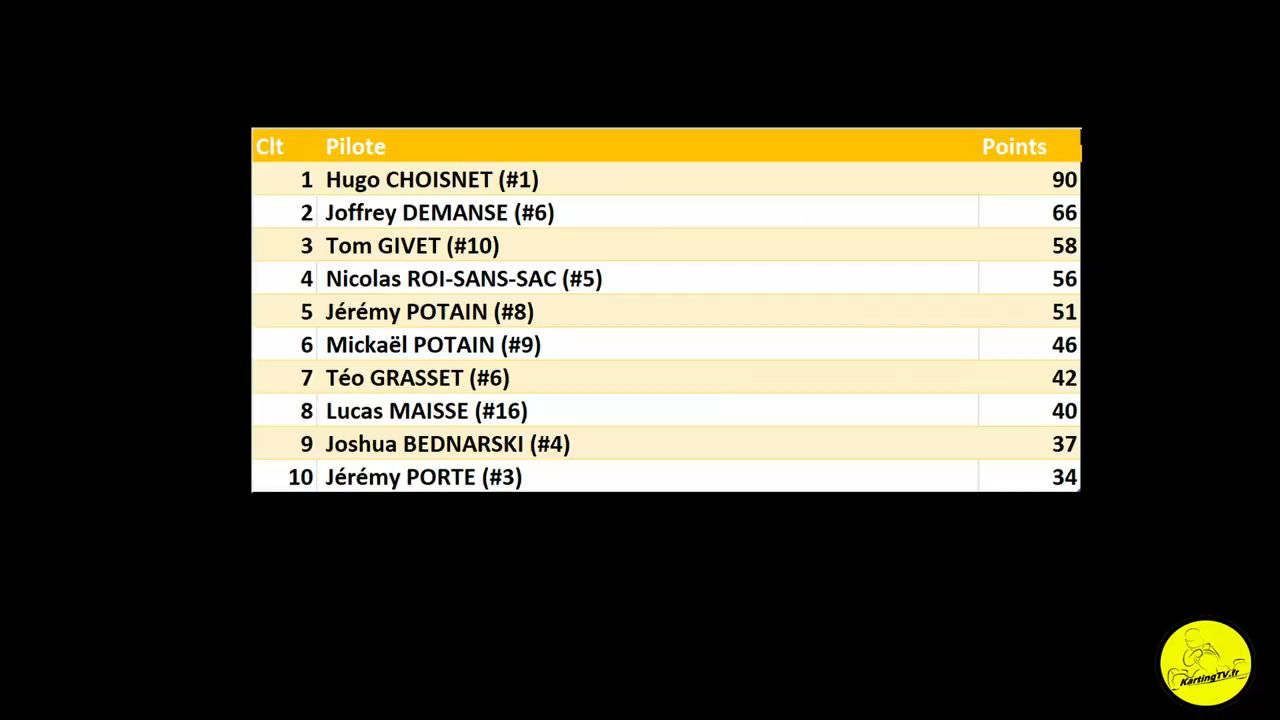 Clt Pilote Points
1 Hugo CHOISNET (#1) 90
2 Joffrey DEMANSE (#6) 66
3 Tom GIVET (#10) 58
4 Nicolas ROI-SANS-SAC (#5) 56
5 Jérémy POTAIN (#8) 51
6 Mickaël POTAIN (#9) 46
7 Téo GRASSET (#6) 42
8 Lucas MAISSE (#16) 40
9 Joshua BEDNARSKI (#4) 37
10 Jérémy PORTE (#3) 34
KartingTV.fr